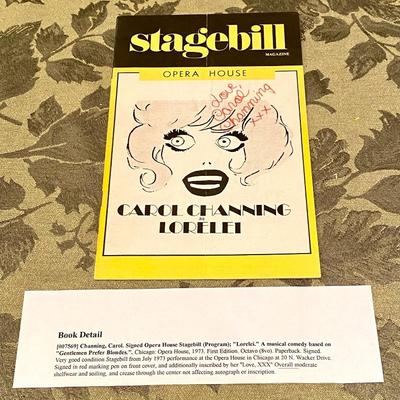 stagebill
MAGAZINE
OPERA HOUSE
Love,
Carol
Channing
xxx
CAROL CHANNING
as
LORELEI
Book Detail
[007569] Channing, Carol. Signed Opera House Stagebill (Program); "Lorelei." A musical comedy based on
"Gentlemen Prefer Blondes.". Chicago: Opera House, 1973. First Edition. Octavo (8vo). Paperback. Signed.
Very good condition Stagebill from July 1973 performance at the Opera House in Chicago at 20 N. Wacker Drive.
Signed in red marking pen on front cover, and additionally inscribed by her "Love, XXX" Overall moderate
shelfwear and soiling, and crease through the center not affecting autograph or inscription.